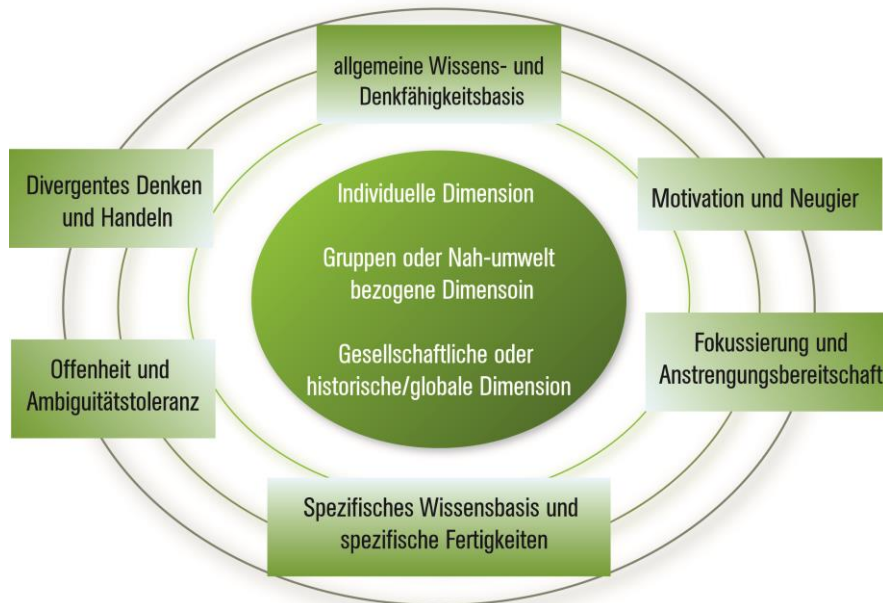 allgemeine Wissens- und
Denkfähigkeitsbasis
Divergentes Denken
und Handeln
Motivation und Neugier
Individuelle Dimension
Gruppen oder Nah-umwelt
bezogene Dimensoin
Gesellschaftliche oder
historische/globale Dimension
Offenheit und
Ambiguitätstoleranz
Fokussierung und
Anstrengungsbereitschaft
Spezifisches Wissensbasis und
spezifische Fertigkeiten